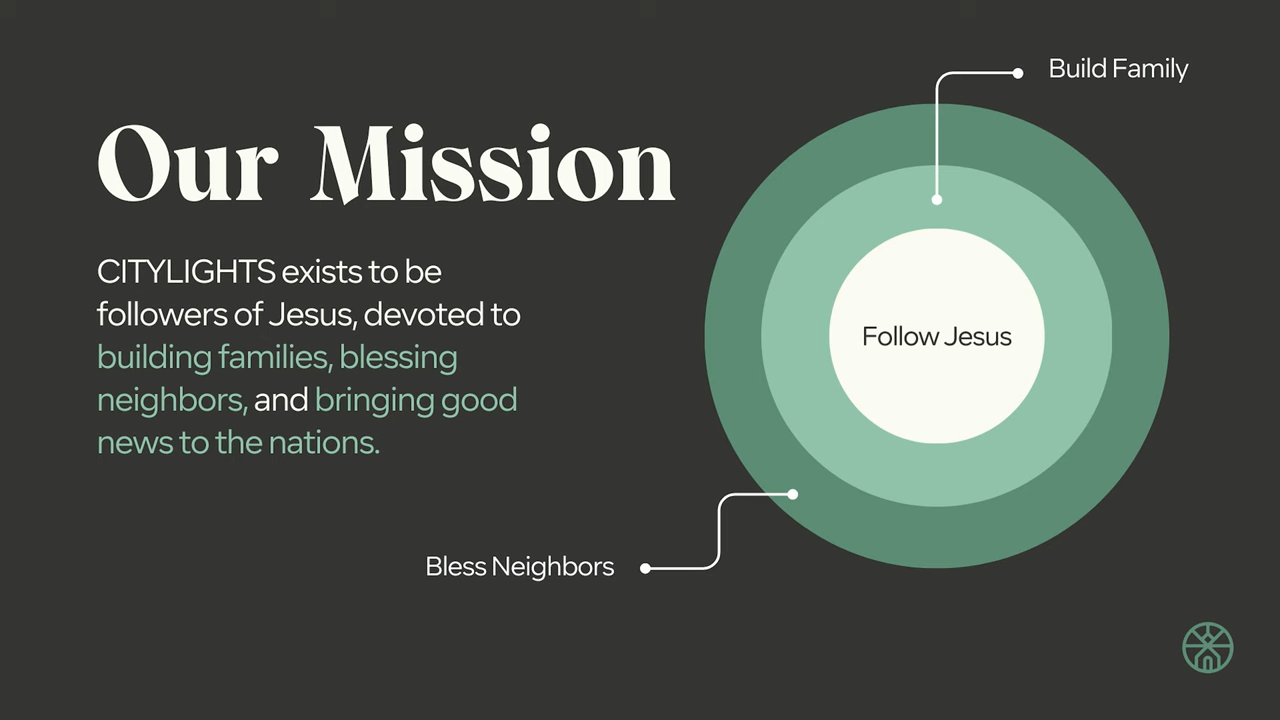 Build Family
Our Mission
CITYLIGHTS exists to be
followers of Jesus, devoted to
building families, blessing
neighbors, and bringing good
news to the nations.
Follow Jesus
Bless Neighbors